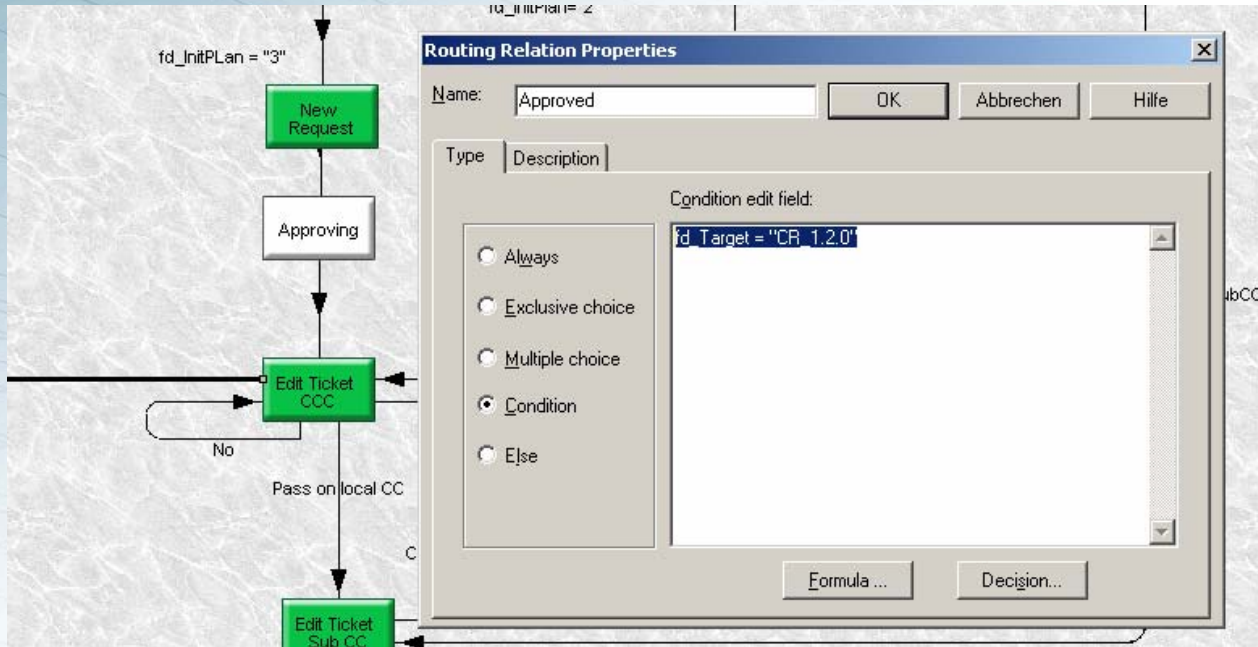 fd_InitPlan= 2
fd_InitPLan = "3"
New
Request
Approving
Edit Ticket
CCC
No
Pass on local CC
C
Edit Ticket
Sub CC
Routing Relation Properties
Name:
Approved
OK
Abbrechen
Hilfe
Type
Description
Condition edit field:
Always
Exclusive choice
Multiple choice
Condition
Else
fd_Target = "CR_1.2.0"
Formula ...
Decision...